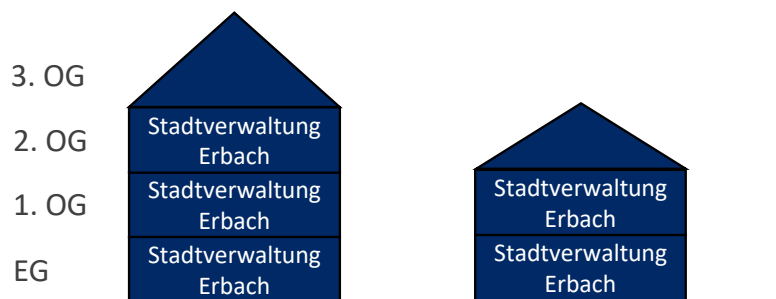 3. OG
2. OG
Stadtverwaltung
Erbach
1. OG
Stadtverwaltung
Erbach
EG
Stadtverwaltung
Erbach
Stadtverwaltung
Erbach
Stadtverwaltung
Erbach